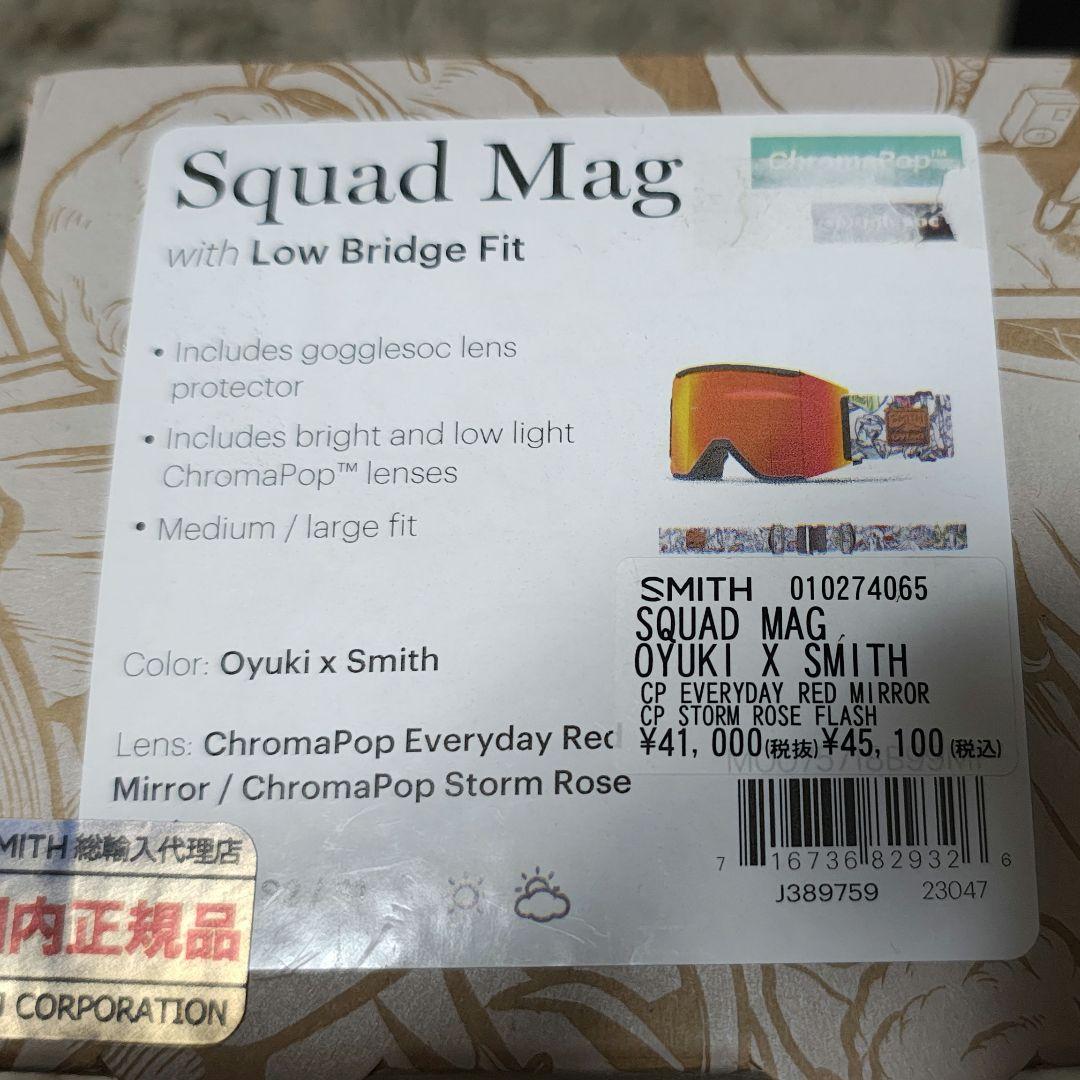 Squad Mag
with Low Bridge Fit
ChromaPop™
• Includes gogglesoc lens
protector
• Includes bright and low light
ChromaPop™ lenses
• Medium / large fit
Color: Oyuki x Smith
Lens: ChromaPop Everyday Red
Mirror / ChromaPop Storm Rose
SMITH 010274065
SQUAD MAG
OYUKI X SMITH
CP EVERYDAY RED MIRROR
CP STORM ROSE FLASH
¥41,000(税抜)¥45,100(税込)
7 16736 82932 6
J389759 23047
SMITH 総輸入代理店
国内正規品
CORPORATION